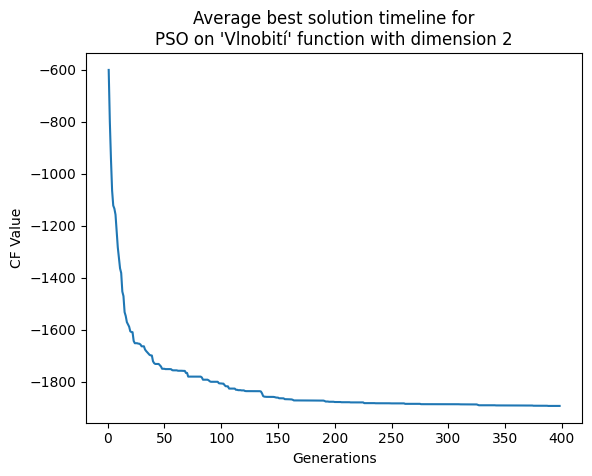 Average best solution timeline for
PSO on 'Vlnobití' function with dimension 2
−600
−800
−1000
−1200
−1400
−1600
−1800
CF Value
0 50 100 150 200 250 300 350 400
Generations